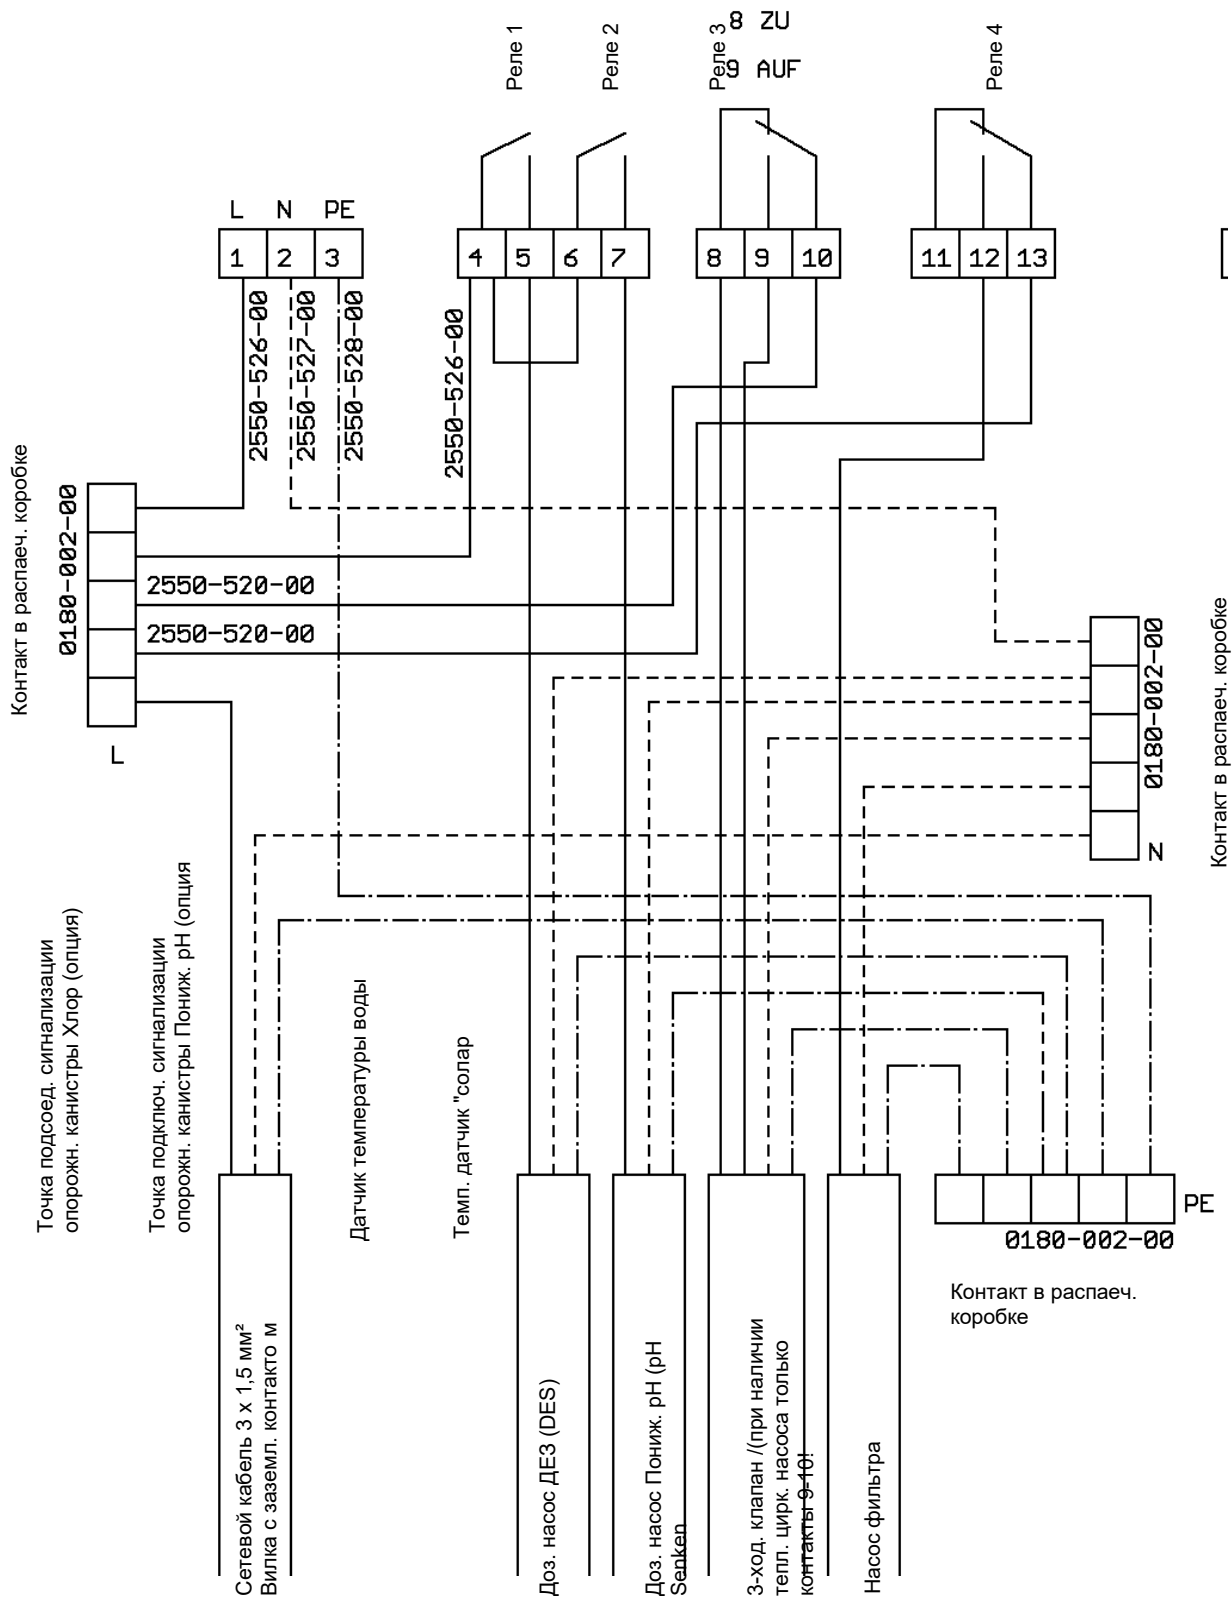 8 ZU
9 AUF
Реле 1
Реле 2
Реле 3
Реле 4
L N PE
1 2 3
4 5 6 7
8 9 10
11 12 13
2550-526-00
2550-527-00
2550-528-00
2550-526-00
Контакт в распаеч. коробке
0180-002-00
2550-520-00
2550-520-00
L
0180-002-00
Контакт в распаеч. коробке
N
Точка подсоед. сигнализации
опорожн. канистры Хлор (опция)
Точка подключ. сигнализации
опорожн. канистры Пониж. pH (опция
Датчик температуры воды
Темп. датчик "солар
PE
0180-002-00
Контакт в распаеч.
коробке
Сетевой кабель 3 x 1,5 мм²
Вилка с заземл. контакто м
Доз. насос ДЕЗ (DES)
Доз. насос Пониж. pH (pH
Senken
3-ход. клапан /(при наличии
тепл. цирк. насоса только
контакты 9-10!
Насос фильтра